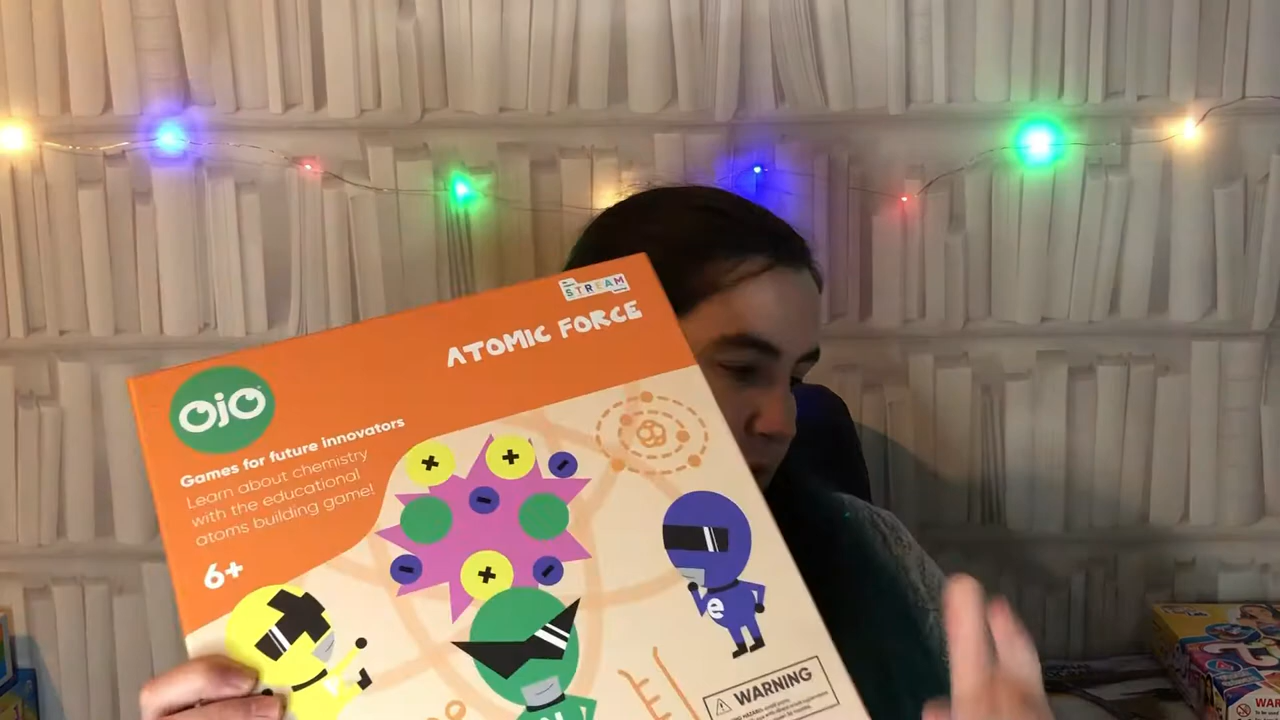 STREAM
ATOMIC FORCE
OjO
Games for future innovators
Learn about chemistry
with the educational
atoms building game!
6+
e
WARNING